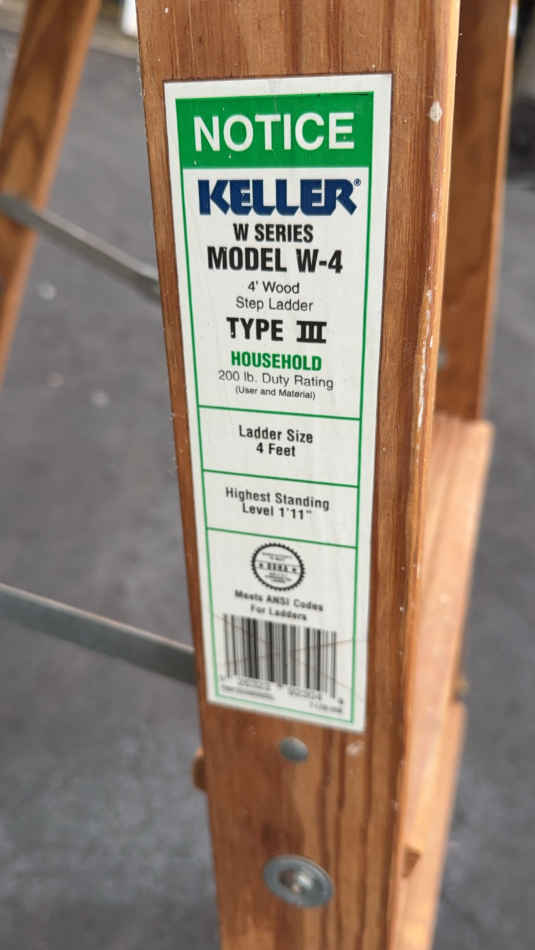 NOTICE
KELLER®
W SERIES
MODEL W-4
4' Wood
Step Ladder
TYPE III
HOUSEHOLD
200 lb. Duty Rating
(User and Material)
Ladder Size
4 Feet
Highest Standing
Level 1'11"
Meets ANSI Codes
For Ladders